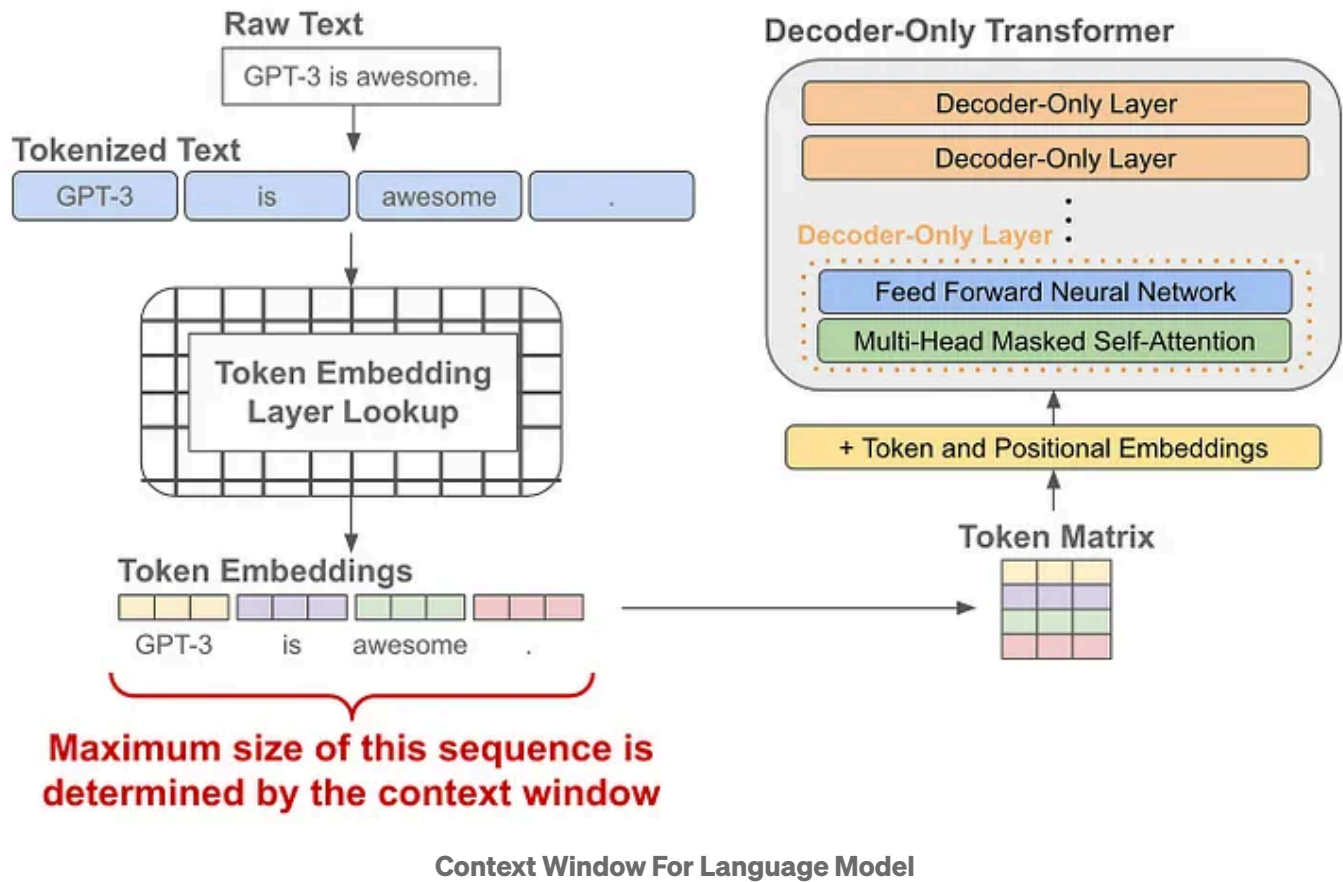 Raw Text
GPT-3 is awesome.
Tokenized Text
GPT-3 is awesome .
Token Embedding
Layer Lookup
Token Embeddings
GPT-3 is awesome .
Maximum size of this sequence is
determined by the context window
Decoder-Only Transformer
Decoder-Only Layer
Decoder-Only Layer
Decoder-Only Layer
Feed Forward Neural Network
Multi-Head Masked Self-Attention
+ Token and Positional Embeddings
Token Matrix
Context Window For Language Model